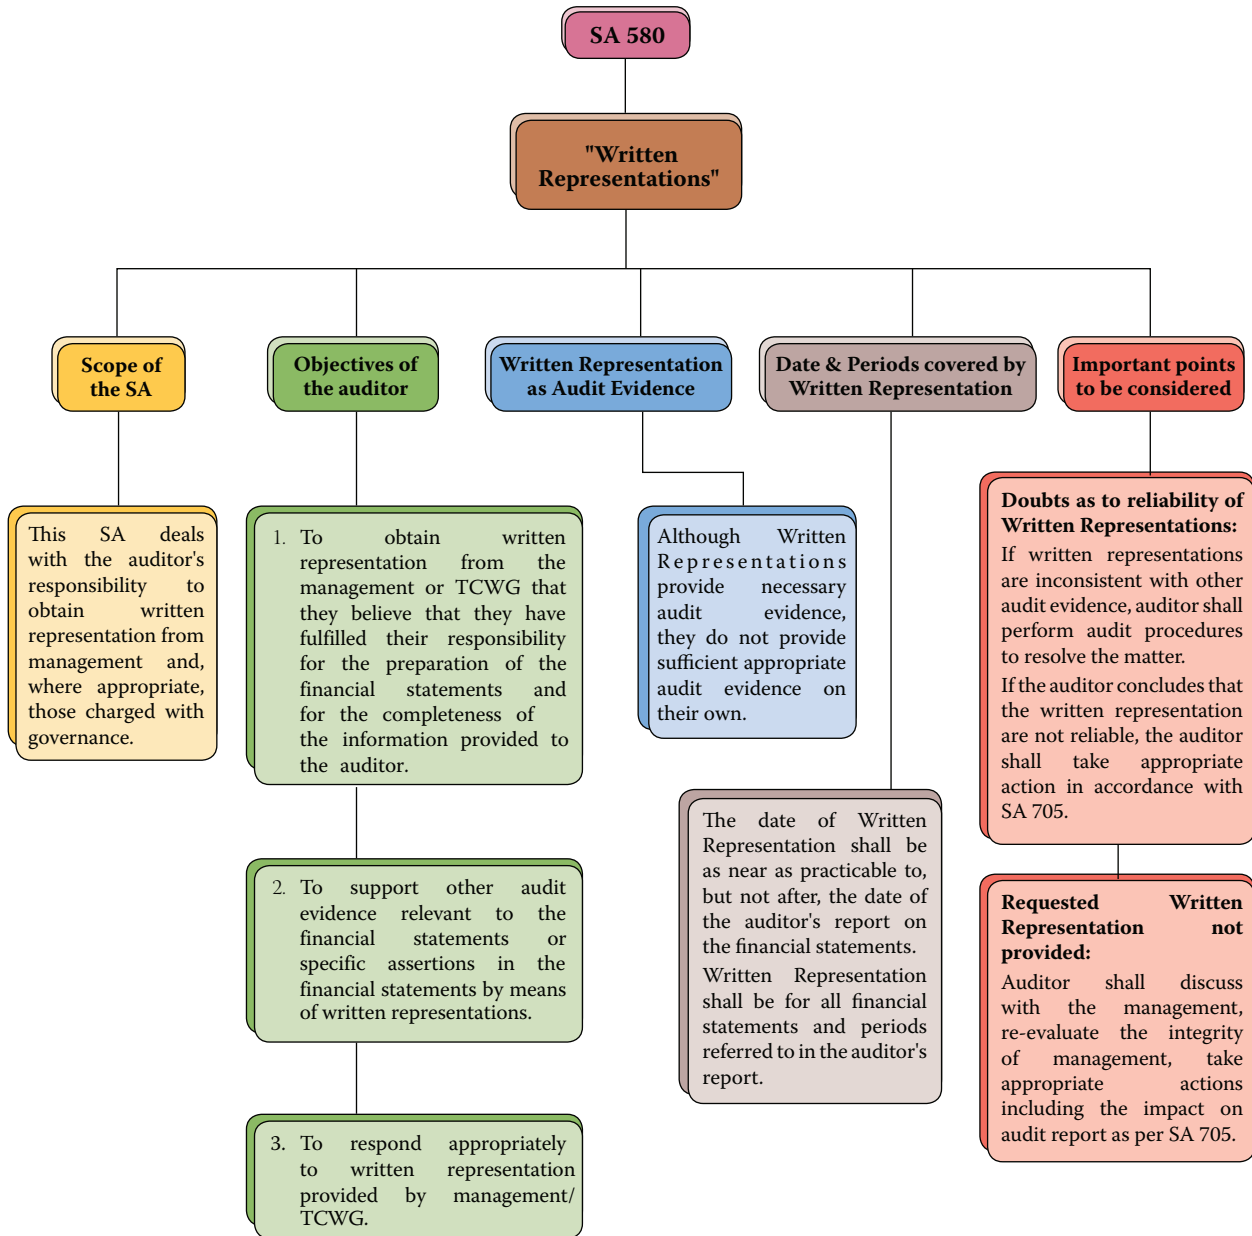 SA 580
"Written
Representations"
Scope of
the SA
This SA deals
with the auditor's
responsibility to
obtain written
representation from
management and,
where appropriate,
those charged with
governance.
Objectives of
the auditor
1. To obtain written
representation from the
management or TCWG that
they believe that they have
fulfilled their responsibility
for the preparation of the
financial statements and
for the completeness of
the information provided to
the auditor.
2. To support other audit
evidence relevant to the
financial statements or
specific assertions in the
financial statements by means
of written representations.
3. To respond appropriately
to written representation
provided by management/
TCWG.
Written Representation
as Audit Evidence
Although Written
Representations
provide necessary
audit evidence,
they do not provide
sufficient appropriate
audit evidence on
their own.
Date & Periods covered by
Written Representation
The date of Written
Representation shall be
as near as practicable to,
but not after, the date of
the auditor's report on
the financial statements.
Written Representation
shall be for all financial
statements and periods
referred to in the auditor's
report.
Important points
to be considered
Doubts as to reliability of
Written Representations:
If written representations
are inconsistent with other
audit evidence, auditor shall
perform audit procedures
to resolve the matter.
If the auditor concludes that
the written representation
are not reliable, the auditor
shall take appropriate
action in accordance with
SA 705.
Requested Written
Representation not
provided:
Auditor shall discuss
with the management,
re-evaluate the integrity
of management, take
appropriate actions
including the impact on
audit report as per SA 705.